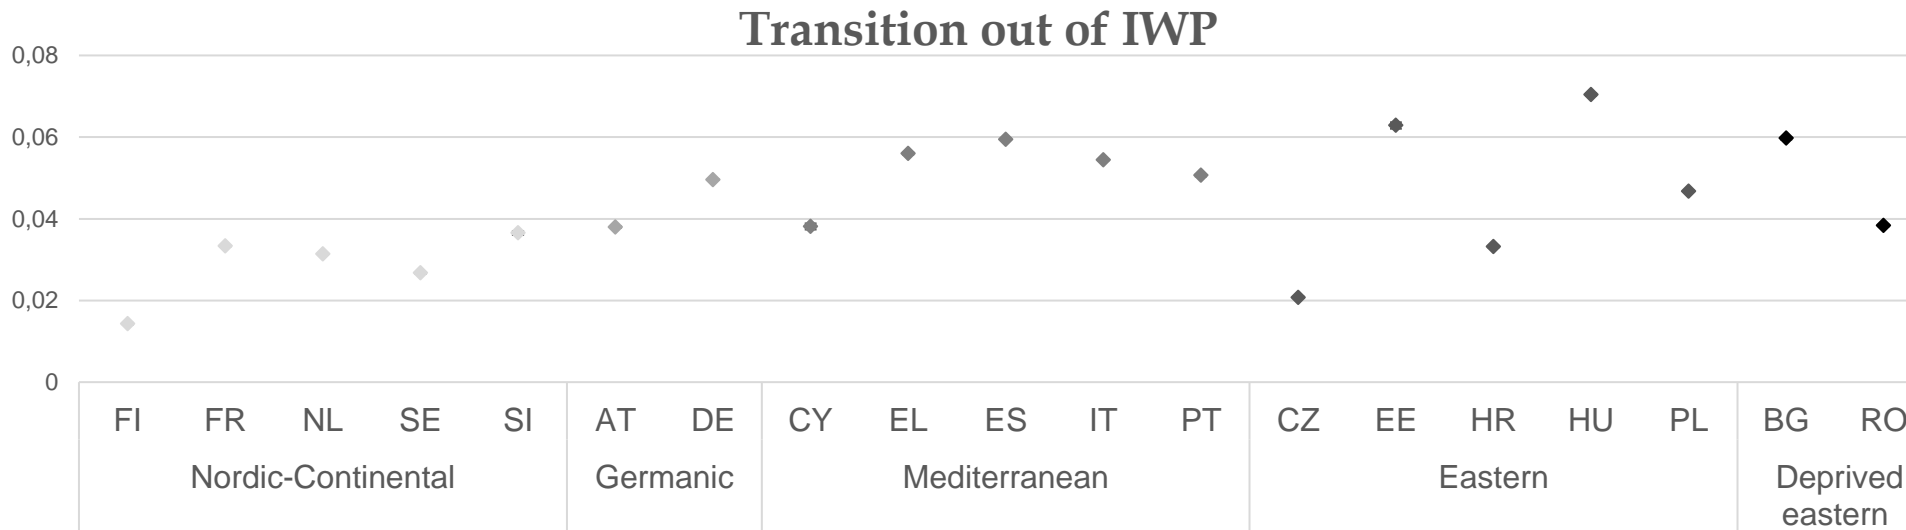 Transition out of IWP
0,08
0,06
0,04
0,02
0
FI FR NL SE SI AT DE CY EL ES IT PT CZ EE HR HU PL BG RO
Nordic-Continental Germanic Mediterranean Eastern Deprived
eastern